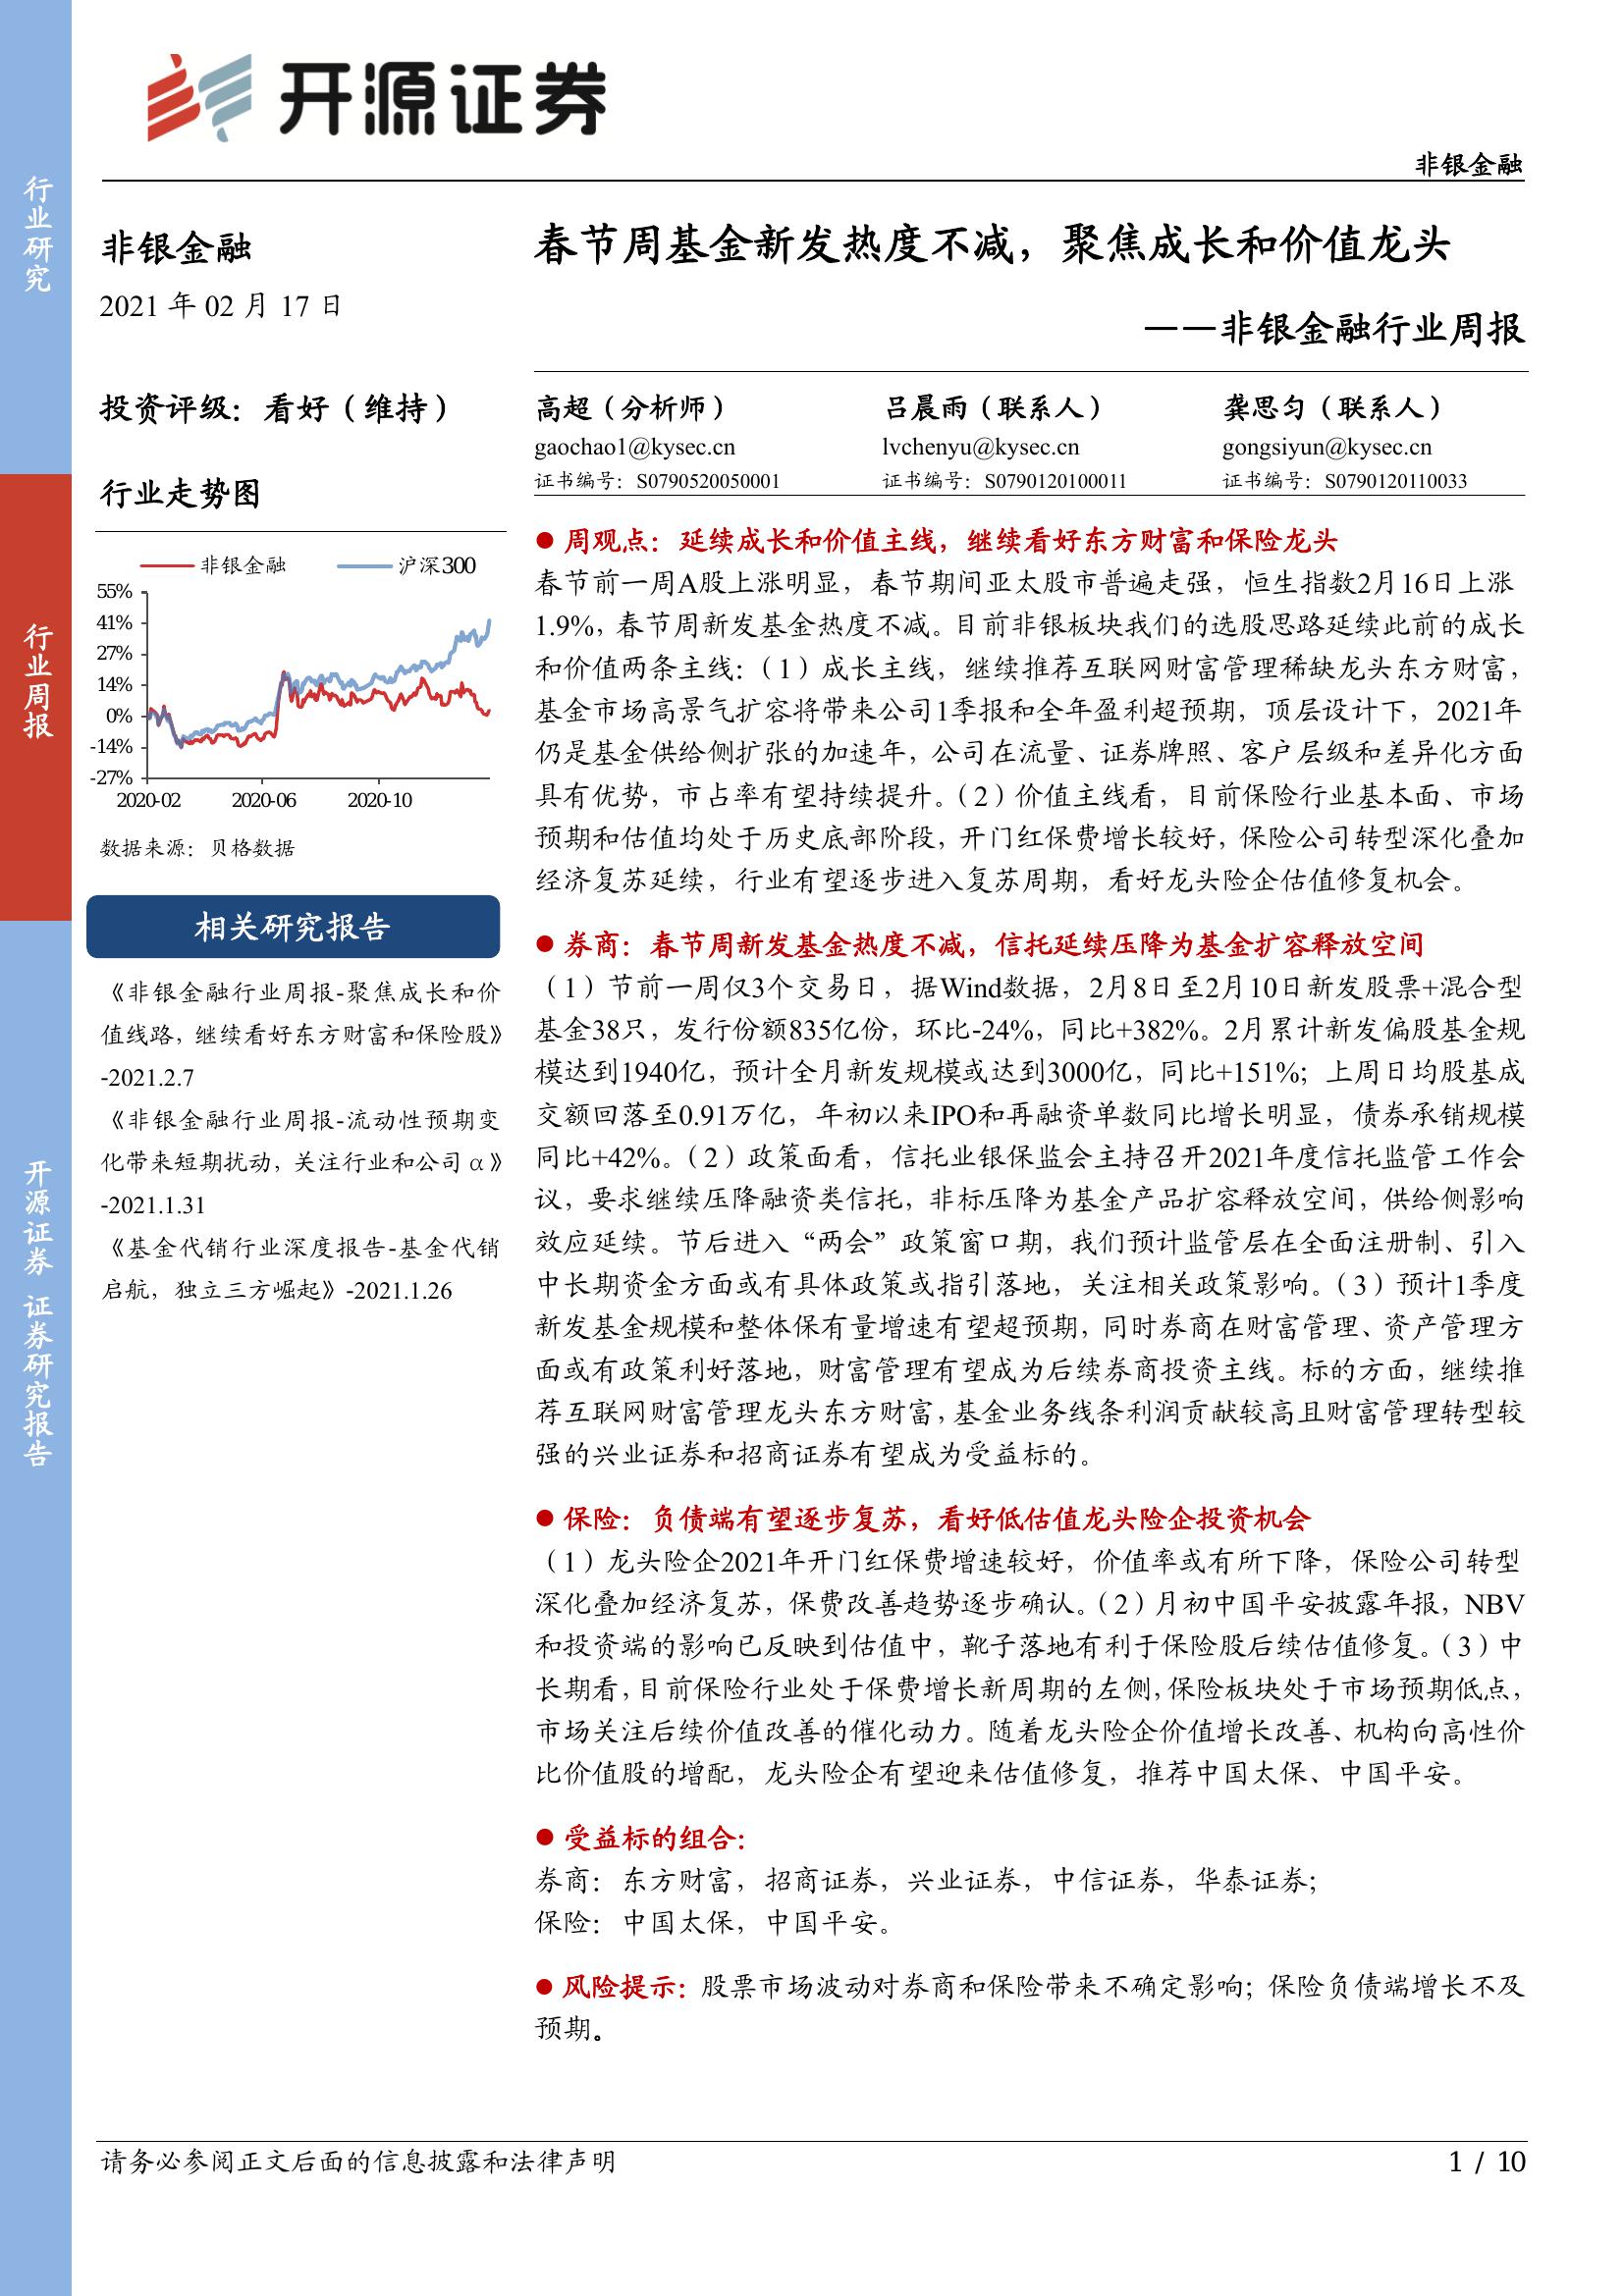 开源证券
非银金融
行业研究
行业周报
开源证券 证券研究报告
非银金融
2021 年 02 月 17 日
投资评级：看好（维持）
行业走势图
非银金融 沪深300
55%
41%
27%
14%
0%
-14%
-27%
2020-02 2020-06 2020-10
数据来源：贝格数据
相关研究报告
《非银金融行业周报-聚焦成长和价
值线路，继续看好东方财富和保险股》
-2021.2.7
《非银金融行业周报-流动性预期变
化带来短期扰动，关注行业和公司 α》
-2021.1.31
《基金代销行业深度报告-基金代销
启航，独立三方崛起》-2021.1.26
春节周基金新发热度不减，聚焦成长和价值龙头
——非银金融行业周报
高超（分析师） 吕晨雨（联系人） 龚思匀（联系人）
gaochao1@kysec.cn lvchenyu@kysec.cn gongsiyun@kysec.cn
证书编号：S0790520050001 证书编号：S0790120100011 证书编号：S0790120110033
● 周观点：延续成长和价值主线，继续看好东方财富和保险龙头
春节前一周A股上涨明显，春节期间亚太股市普遍走强，恒生指数2月16日上涨
1.9%，春节周新发基金热度不减。目前非银板块我们的选股思路延续此前的成长
和价值两条主线：（1）成长主线，继续推荐互联网财富管理稀缺龙头东方财富，
基金市场高景气扩容将带来公司1季报和全年盈利超预期，顶层设计下，2021年
仍是基金供给侧扩张的加速年，公司在流量、证券牌照、客户层级和差异化方面
具有优势，市占率有望持续提升。（2）价值主线看，目前保险行业基本面、市场
预期和估值均处于历史底部阶段，开门红保费增长较好，保险公司转型深化叠加
经济复苏延续，行业有望逐步进入复苏周期，看好龙头险企估值修复机会。
● 券商：春节周新发基金热度不减，信托延续压降为基金扩容释放空间
（1）节前一周仅3个交易日，据Wind数据，2月8日至2月10日新发股票+混合型
基金38只，发行份额835亿份，环比-24%，同比+382%。2月累计新发偏股基金规
模达到1940亿，预计全月新发规模或达到3000亿，同比+151%；上周日均股基成
交额回落至0.91万亿，年初以来IPO和再融资单数同比增长明显，债券承销规模
同比+42%。（2）政策面看，信托业银保监会主持召开2021年度信托监管工作会
议，要求继续压降融资类信托，非标压降为基金产品扩容释放空间，供给侧影响
效应延续。节后进入“两会”政策窗口期，我们预计监管层在全面注册制、引入
中长期资金方面或有具体政策或指引落地，关注相关政策影响。（3）预计1季度
新发基金规模和整体保有量增速有望超预期，同时券商在财富管理、资产管理方
面或有政策利好落地，财富管理有望成为后续券商投资主线。标的方面，继续推
荐互联网财富管理龙头东方财富，基金业务线条利润贡献较高且财富管理转型较
强的兴业证券和招商证券有望成为受益标的。
● 保险：负债端有望逐步复苏，看好低估值龙头险企投资机会
（1）龙头险企2021年开门红保费增速较好，价值率或有所下降，保险公司转型
深化叠加经济复苏，保费改善趋势逐步确认。（2）月初中国平安披露年报，NBV
和投资端的影响已反映到估值中，靴子落地有利于保险股后续估值修复。（3）中
长期看，目前保险行业处于保费增长新周期的左侧，保险板块处于市场预期低点，
市场关注后续价值改善的催化动力。随着龙头险企价值增长改善、机构向高性价
比价值股的增配，龙头险企有望迎来估值修复，推荐中国太保、中国平安。
● 受益标的组合：
券商：东方财富，招商证券，兴业证券，中信证券，华泰证券；
保险：中国太保，中国平安。
● 风险提示：股票市场波动对券商和保险带来不确定影响；保险负债端增长不及
预期。
请务必参阅正文后面的信息披露和法律声明 1 / 10